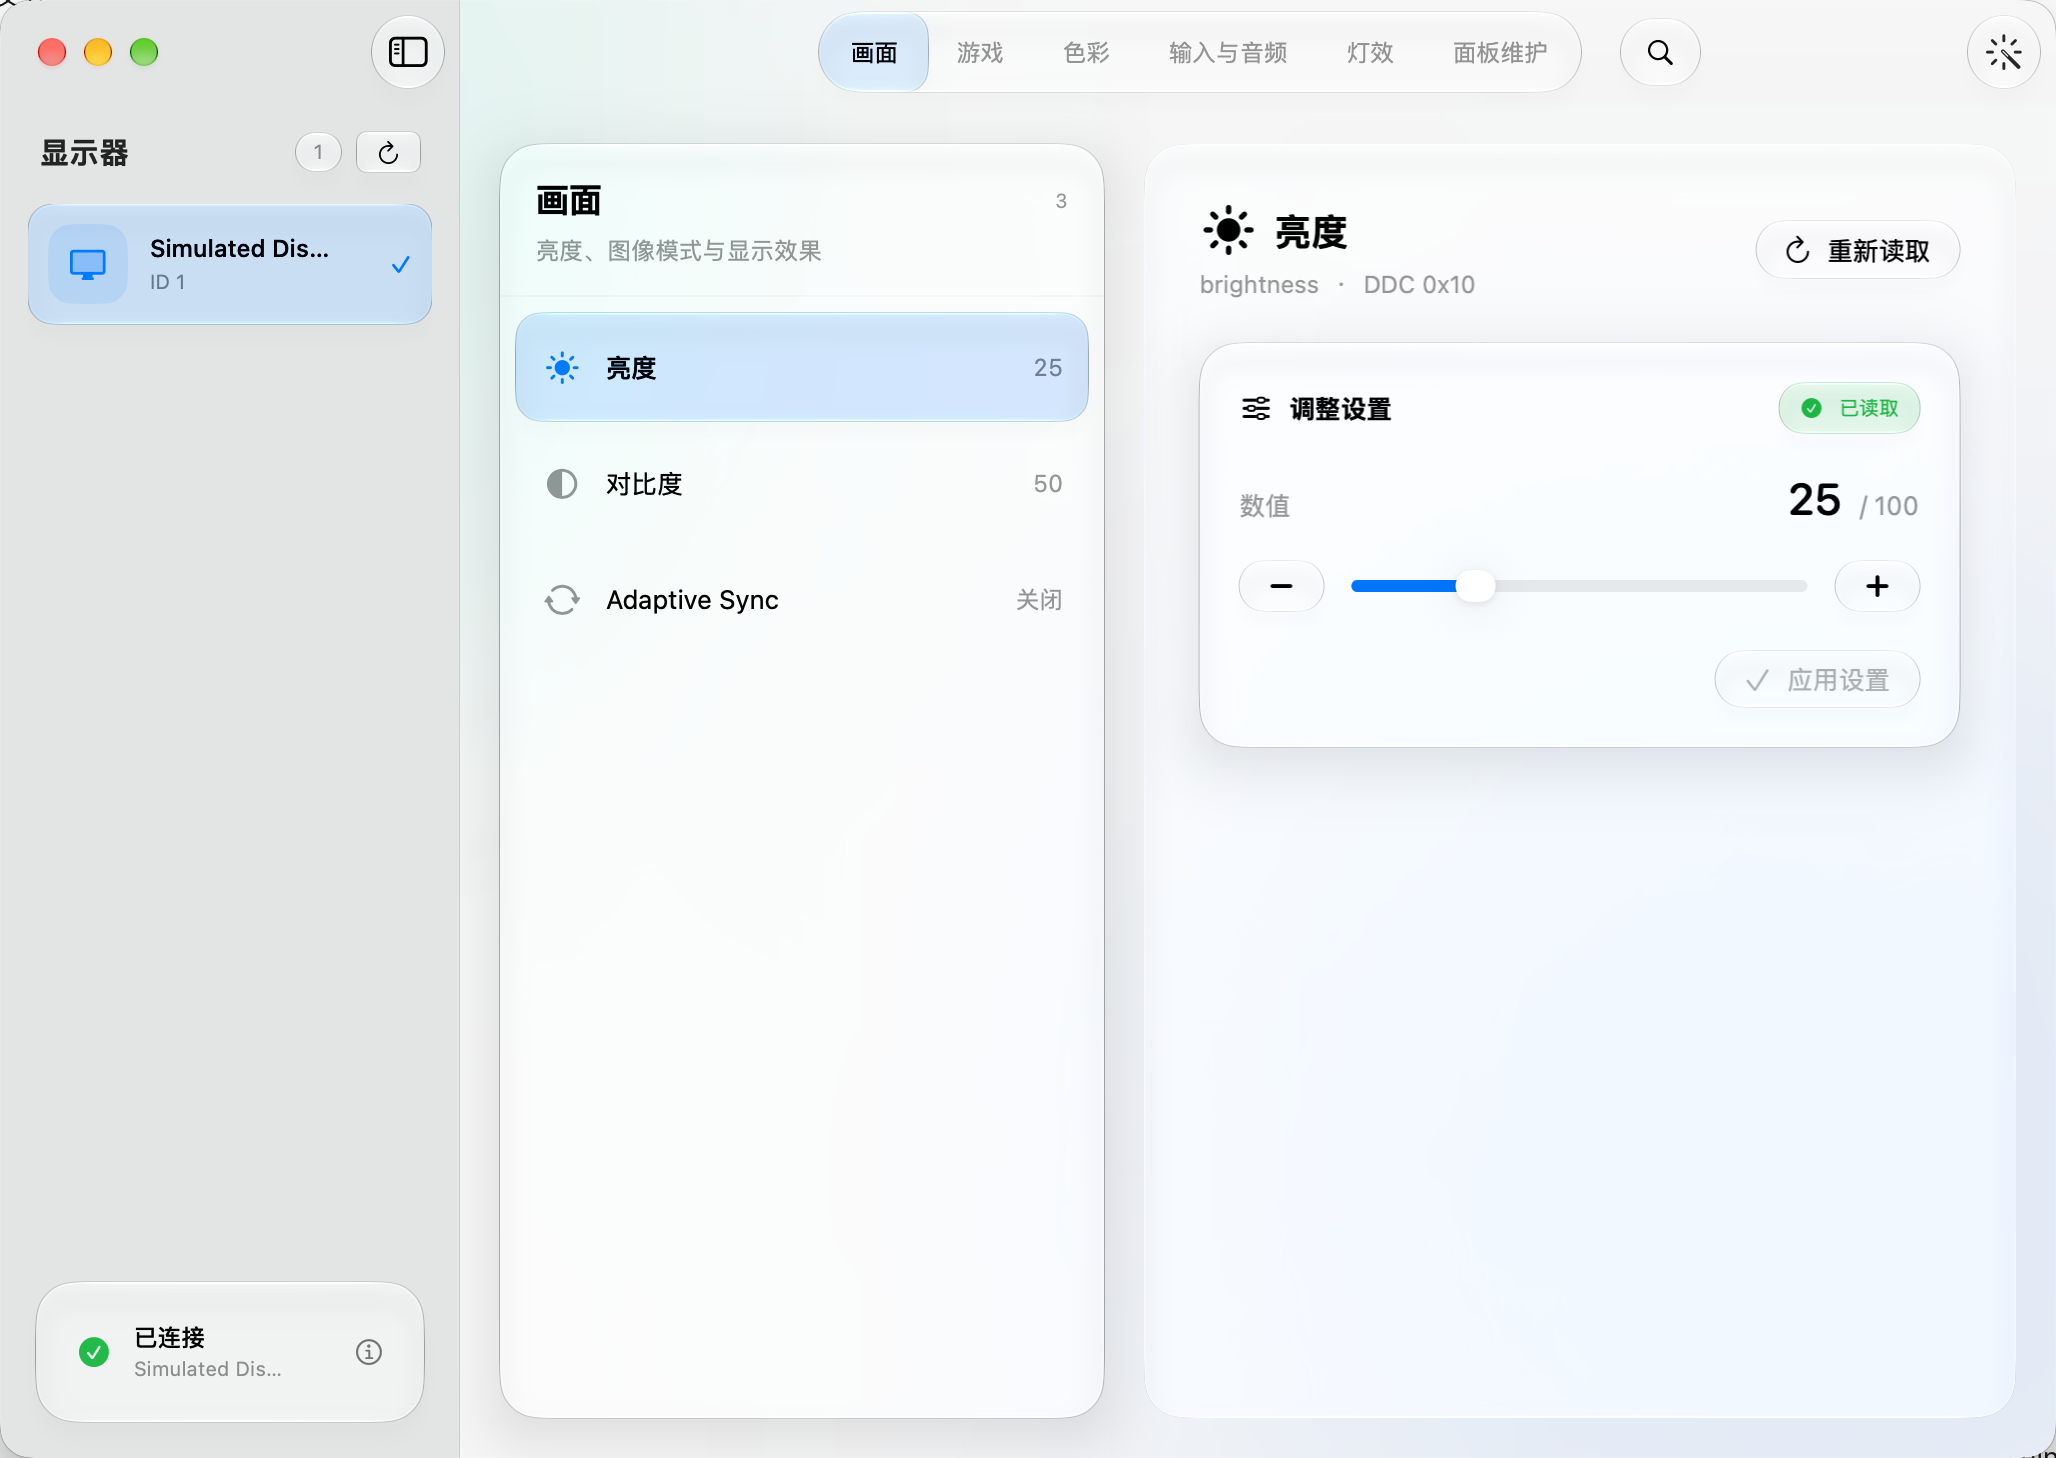 画面
游戏
色彩
输入与音频
灯效
面板维护
显示器
1
Simulated Dis...
ID 1
已连接
Simulated Dis...
画面
3
亮度、图像模式与显示效果
亮度
25
对比度
50
Adaptive Sync
关闭
亮度
brightness · DDC 0x10
重新读取
调整设置
已读取
数值
25 / 100
应用设置